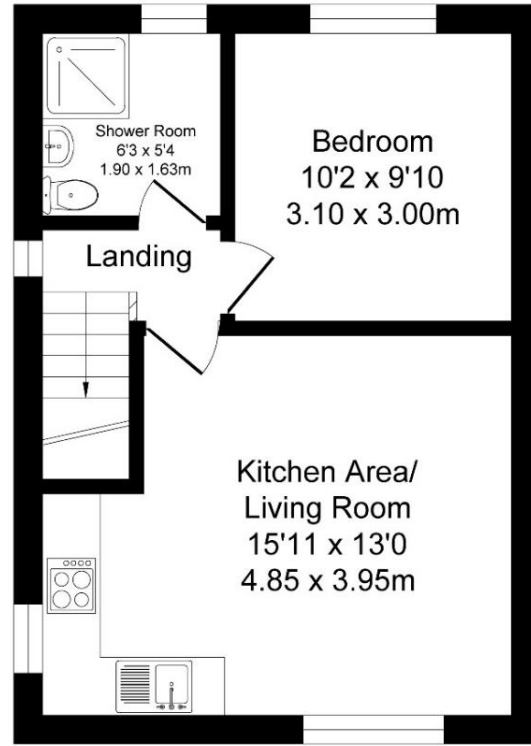 Shower Room
6'3 x 5'4
1.90 x 1.63m
Bedroom
10'2 x 9'10
3.10 x 3.00m
Landing
Kitchen Area/
Living Room
15'11 x 13'0
4.85 x 3.95m